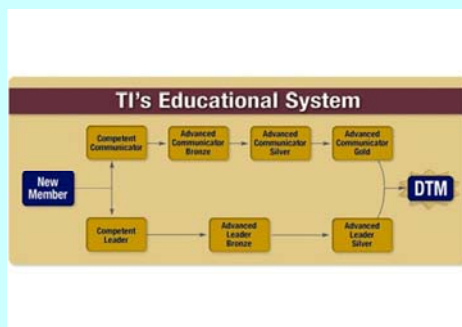 TI's Educational System
Competent
Communicator
Advanced
Communicator
Bronze
Advanced
Communicator
Silver
Advanced
Communicator
Gold
New
Member
DTM
Competent
Leader
Advanced
Leader
Bronze
Advanced
Leader
Silver